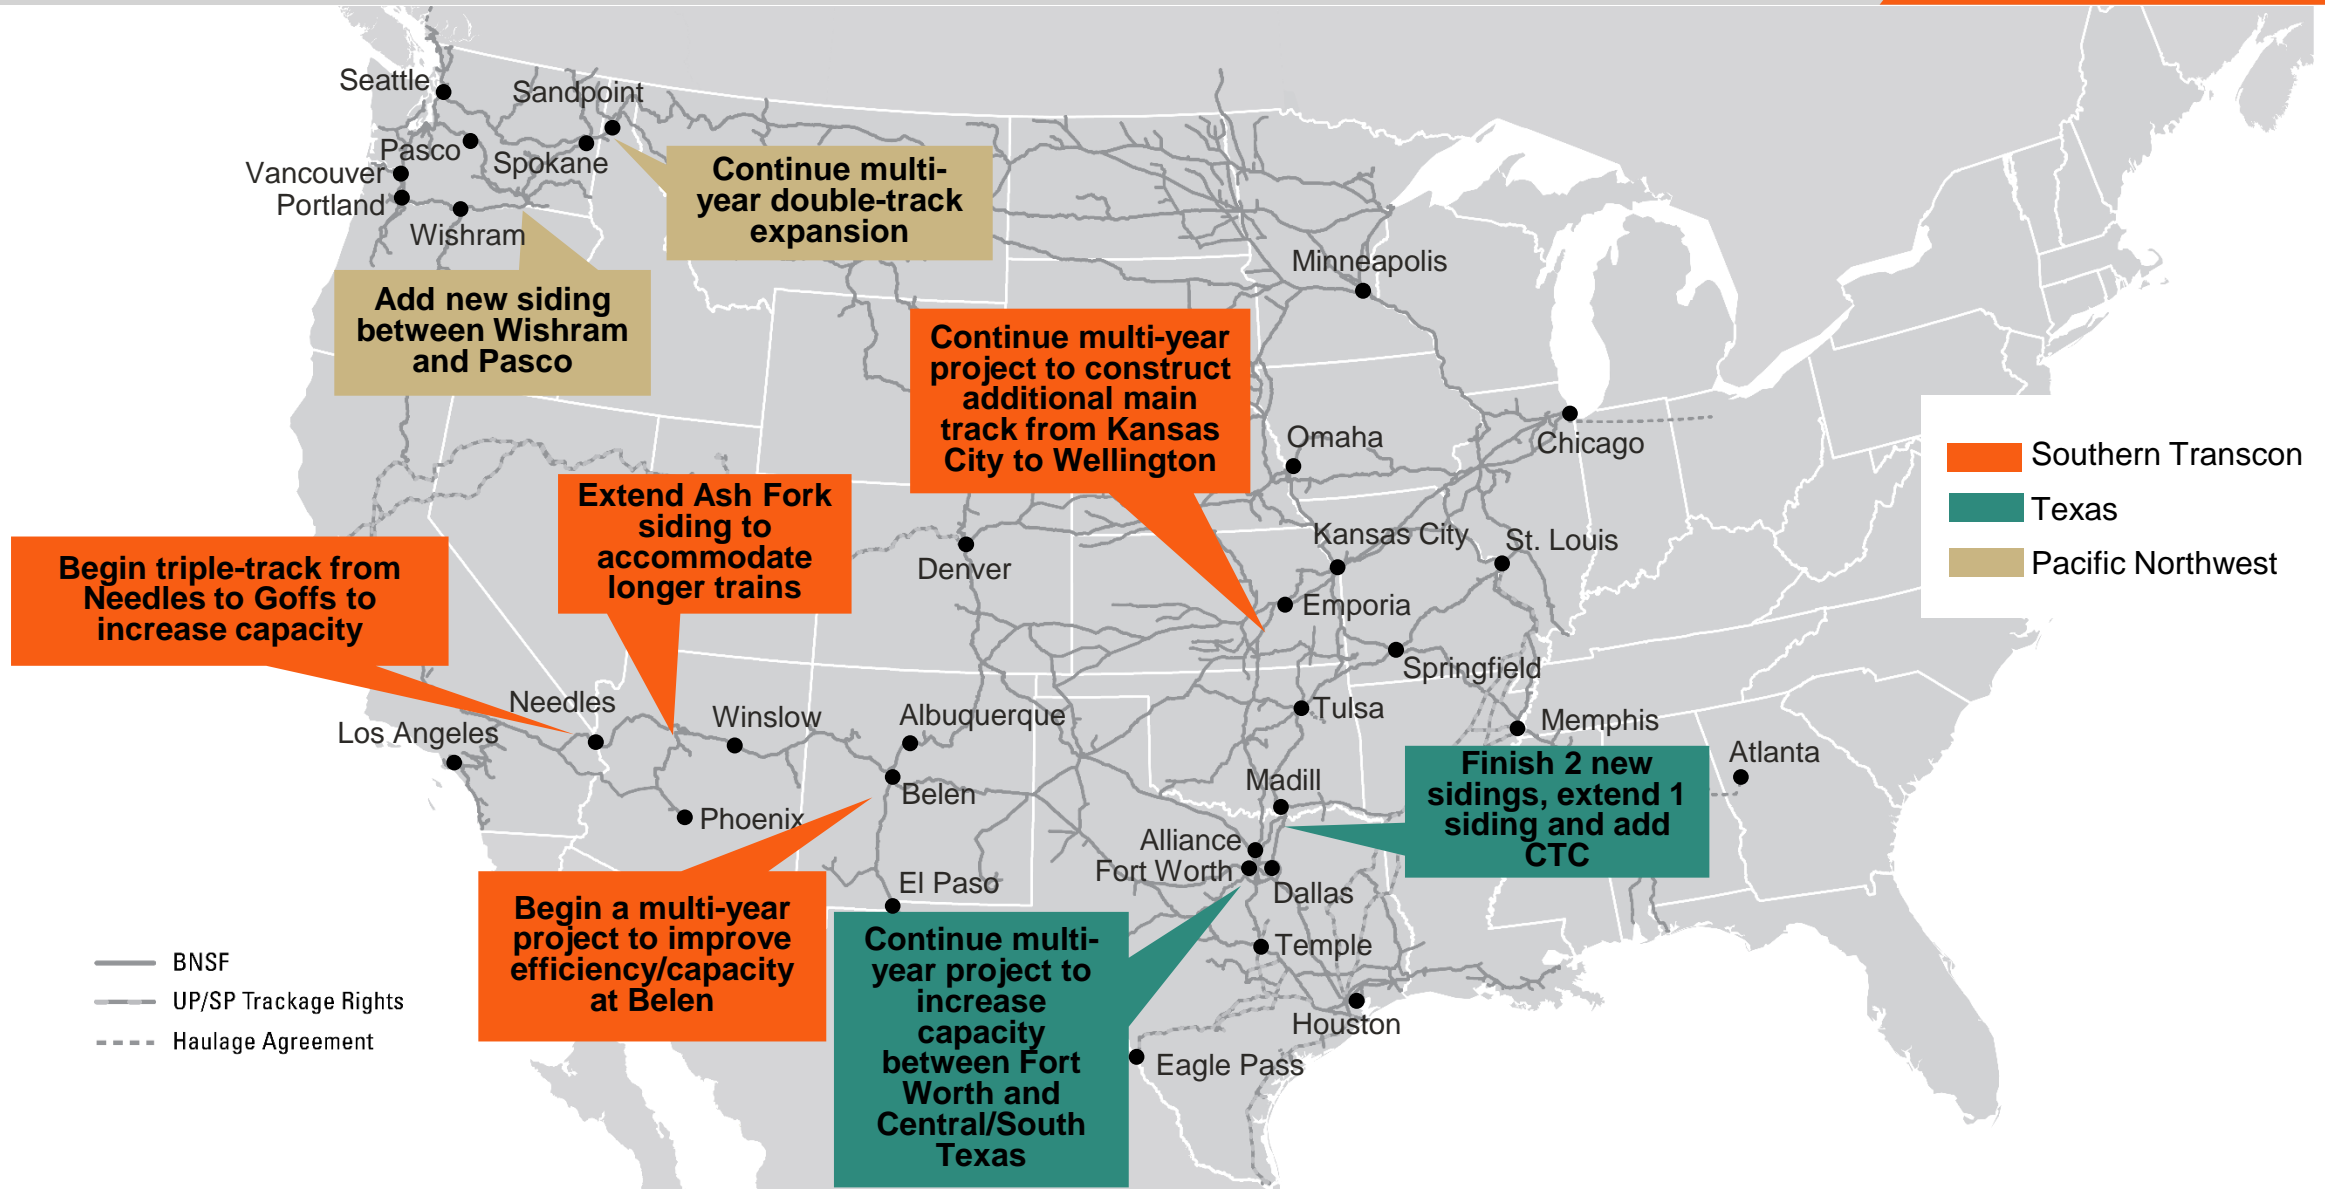 Seattle
Sandpoint
Pasco
Spokane
Vancouver
Portland
Wishram
Continue multi-
year double-track
expansion
Add new siding
between Wishram
and Pasco
Minneapolis
Continue multi-year
project to construct
additional main
track from Kansas
City to Wellington
Omaha
Chicago
Southern Transcon
Texas
Pacific Northwest
Extend Ash Fork
siding to
accommodate
longer trains
Begin triple-track from
Needles to Goffs to
increase capacity
Denver
Kansas City
St. Louis
Emporia
Springfield
Needles
Los Angeles
Winslow
Albuquerque
Tulsa
Memphis
Atlanta
Belen
Phoenix
Madill
Finish 2 new
sidings, extend 1
siding and add
CTC
Alliance
Fort Worth
Dallas
El Paso
Begin a multi-year
project to improve
efficiency/capacity
at Belen
Continue multi-
year project to
increase
capacity
between Fort
Worth and
Central/South
Texas
Temple
Houston
Eagle Pass
BNSF
UP/SP Trackage Rights
Haulage Agreement